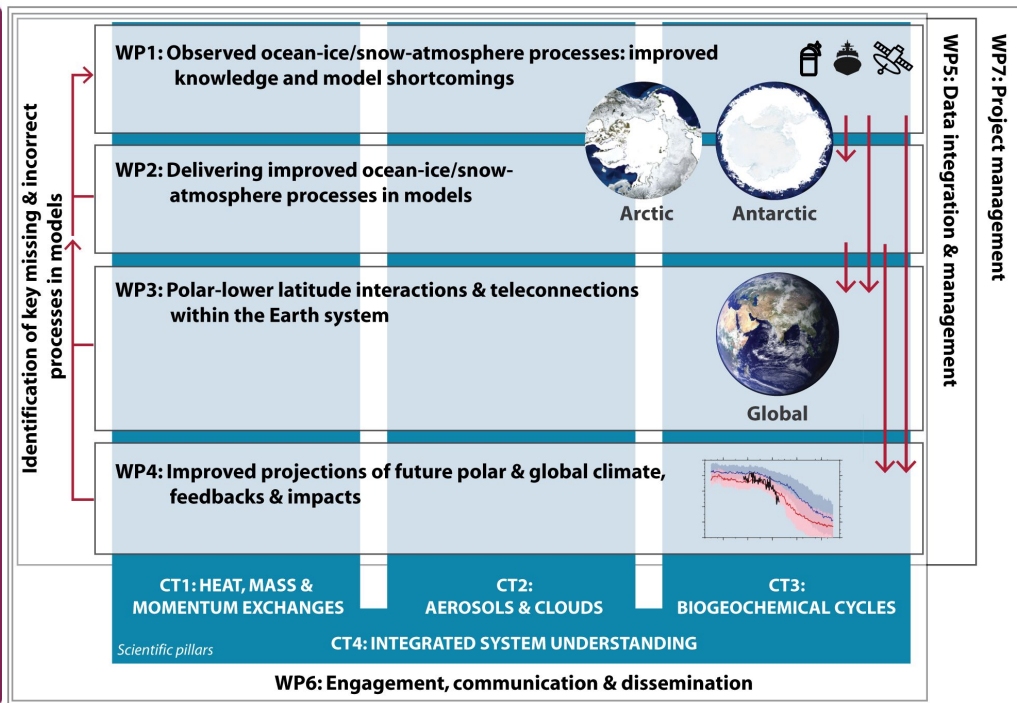 WP1: Observed ocean-ice/snow-atmosphere processes: improved
knowledge and model shortcomings
WP2: Delivering improved ocean-ice/snow-
atmosphere processes in models
Arctic
Antarctic
WP3: Polar-lower latitude interactions & teleconnections
within the Earth system
Global
WP4: Improved projections of future polar & global climate,
feedbacks & impacts
Identification of key missing & incorrect
processes in models
WP5: Data integration & management
WP7: Project management
CT1: HEAT, MASS &
MOMENTUM EXCHANGES
CT2:
AEROSOLS & CLOUDS
CT3:
BIOGEOCHEMICAL CYCLES
CT4: INTEGRATED SYSTEM UNDERSTANDING
Scientific pillars
WP6: Engagement, communication & dissemination